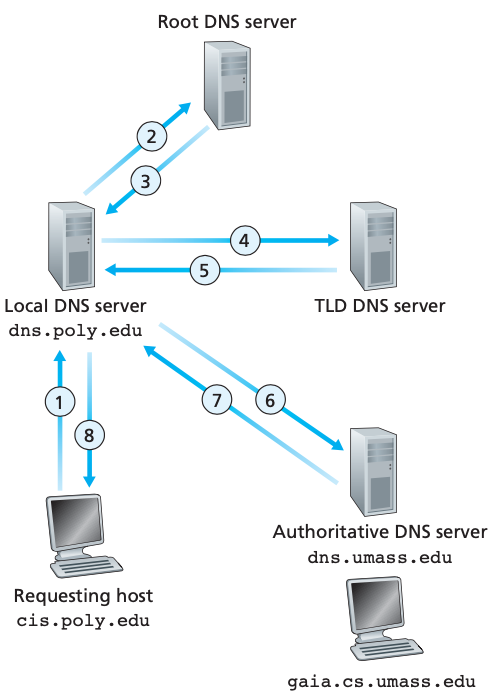 Root DNS server
2
3
4
5
Local DNS server
dns.poly.edu
TLD DNS server
1
8
7
6
Authoritative DNS server
dns.umass.edu
Requesting host
cis.poly.edu
gaia.cs.umass.edu